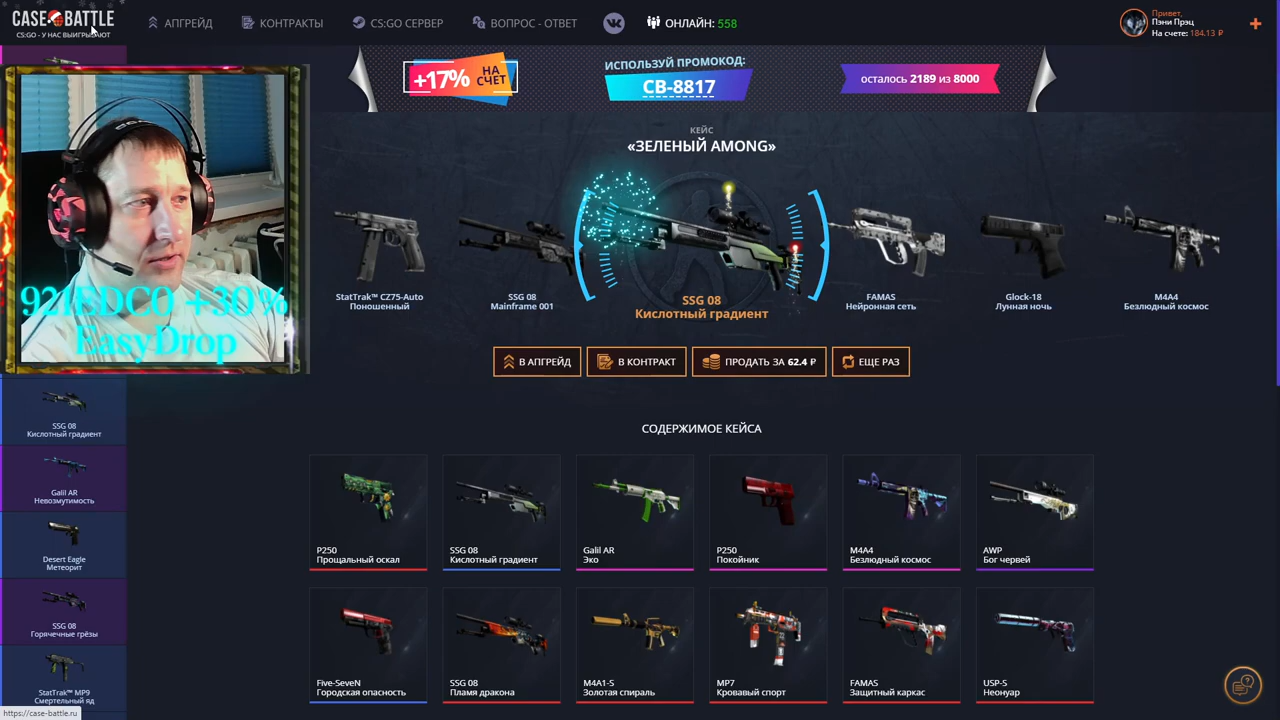 CASE BATTLE
CS:GO - У НАС ВЫИГРЫВАЮТ
АПГРЕЙД
КОНТРАКТЫ
CS:GO СЕРВЕР
ВОПРОС - ОТВЕТ
ОНЛАЙН: 558
Привет,
Пэни Прэц
На счете: 184.13 ₽
+17% НА СЧЕТ
ИСПОЛЬЗУЙ ПРОМОКОД:
CB-8817
осталось 2189 из 8000
КЕЙС
«ЗЕЛЕНЫЙ AMONG»
StatTrak™ CZ75-Auto
Поношенный
SSG 08
Mainframe 001
SSG 08
Кислотный градиент
FAMAS
Нейронная сеть
Glock-18
Лунная ночь
M4A4
Безлюдный космос
921EDCO +30%
EasyDrop
В АПГРЕЙД
В КОНТРАКТ
ПРОДАТЬ ЗА 62.4 ₽
ЕЩЕ РАЗ
SSG 08
Кислотный градиент
Galil AR
Невозмутимость
Desert Eagle
Метеорит
SSG 08
Горячечные грёзы
StatTrak™ MP9
Смертельный яд
СОДЕРЖИМОЕ КЕЙСА
P250
Прощальный оскал
SSG 08
Кислотный градиент
Galil AR
Эко
P250
Покойник
M4A4
Безлюдный космос
AWP
Бог червей
Five-SeveN
Городская опасность
SSG 08
Пламя дракона
M4A1-S
Золотая спираль
MP7
Кровавый спорт
FAMAS
Защитный каркас
USP-S
Неонуар
https://case-battle.ru